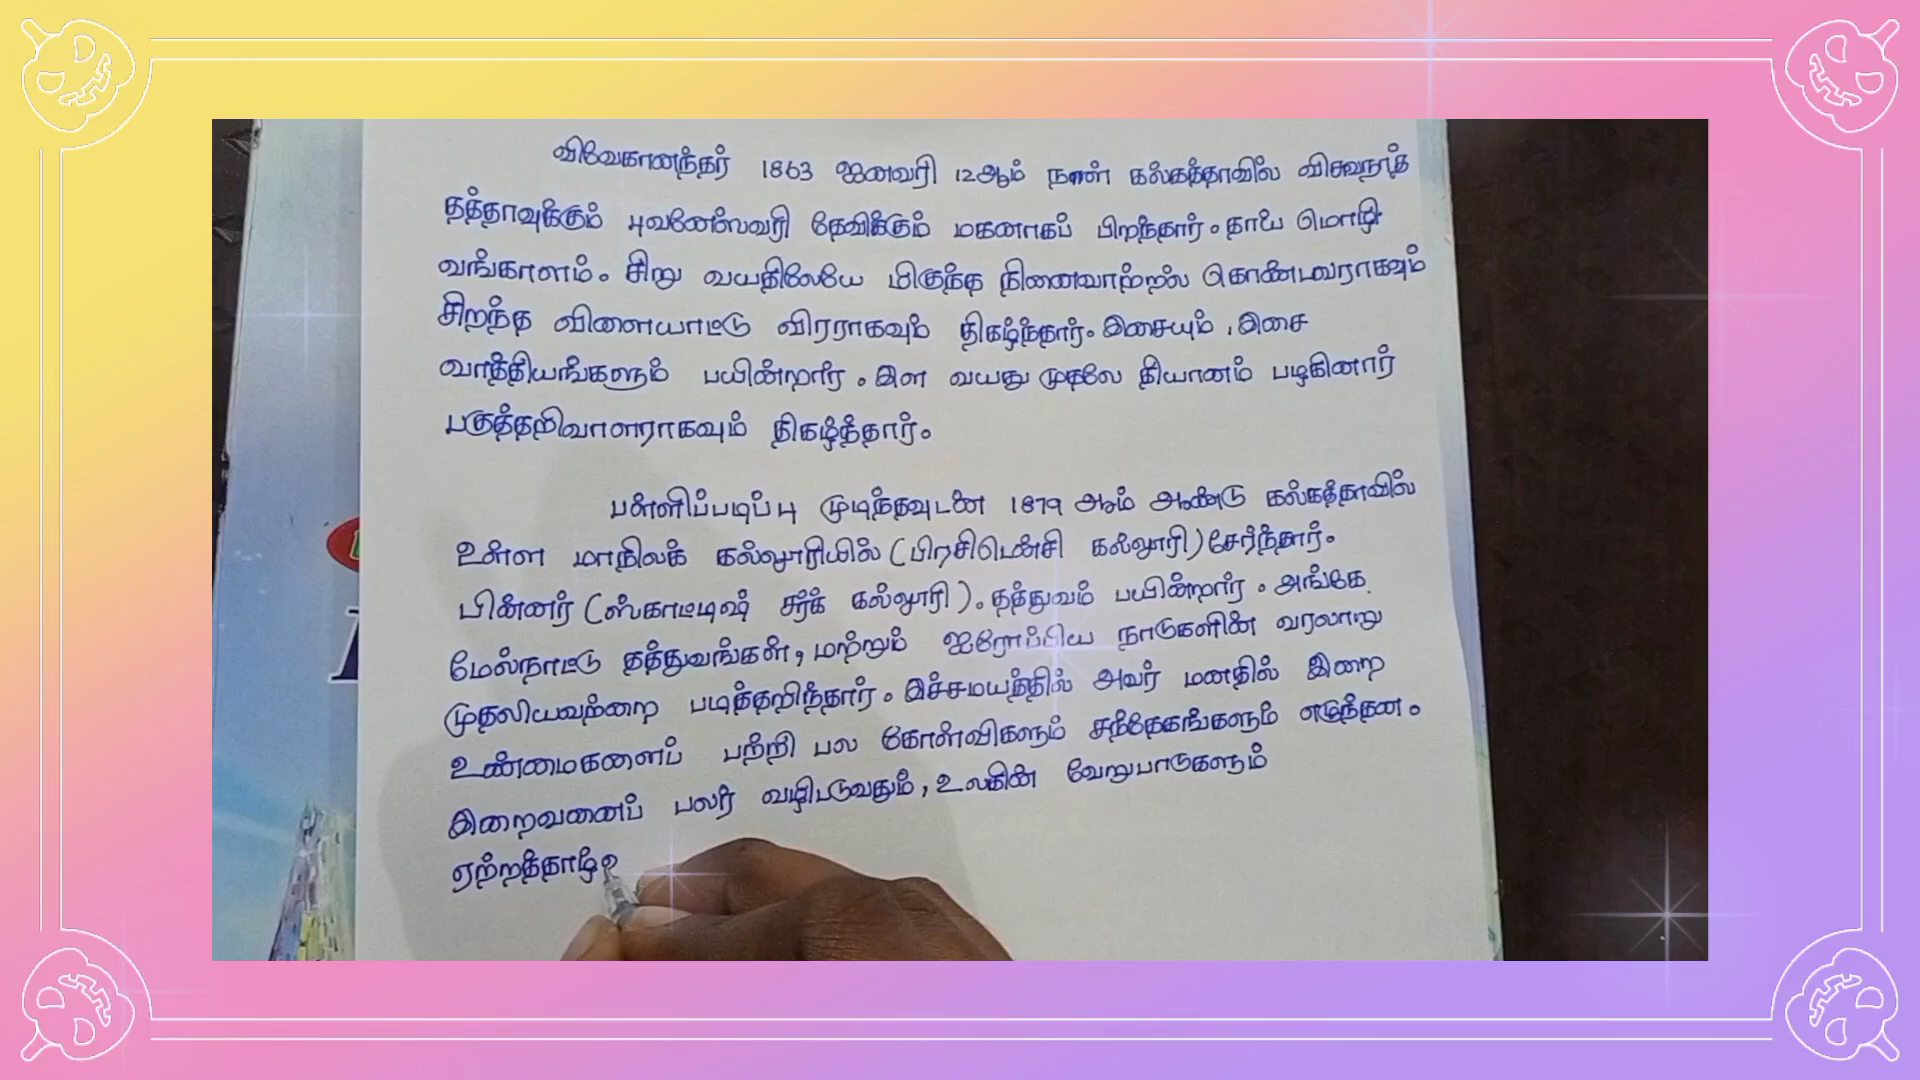 விவேகானந்தர் 1863 ஜனவரி 12ஆம் நாள் கல்கத்தாவில் விசுவநாத
தத்தாவுக்கும் புவனேஸ்வரி தேவிக்கும் மகனாகப் பிறந்தார். தாய் மொழி
வங்காளம். சிறு வயதிலேயே மிகுந்த நினைவாற்றல் கொண்டவராகவும்
சிறந்த விளையாட்டு விரராகவும் திகழ்ந்தார். இசையும், இசை
வாத்தியங்களும் பயின்றார். இள வயது முதலே தியானம் படிகினார்
பகுத்தறிவாளராகவும் திகழ்ந்தார்.
பள்ளிப்படிப்பு முடிந்தவுடன் 1879 ஆம் ஆண்டு கல்கத்தாவில்
உள்ள மாநிலக் கல்லூரியில் (பிரசிடென்சி கல்லூரி) சேர்ந்தார்.
பின்னர் (ஸ்காட்டிஷ் சர்ச் கல்லூரி). தத்துவம் பயின்றார். அங்கே
மேல்நாட்டு தத்துவங்கள், மற்றும் ஐரோப்பிய நாடுகளின் வரலாறு
முதலியவற்றை படித்தறிந்தார். இச்சமயத்தில் அவர் மனதில் இறை
உண்மைகளைப் பற்றி பல கேள்விகளும் சந்தேகங்களும் எழுந்தன.
இறைவனைப் பலர் வழிபடுவதும், உலகின் வேறுபாடுகளும்
ஏற்றத்தாழ்வு